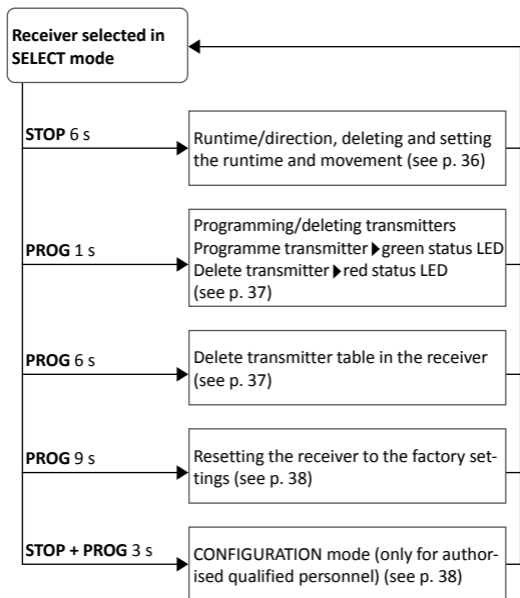 Receiver selected in
SELECT mode
STOP 6 s
Runtime/direction, deleting and setting
the runtime and movement (see p. 36)
PROG 1 s
Programming/deleting transmitters
Programme transmitter▶green status LED
Delete transmitter▶red status LED
(see p. 37)
PROG 6 s
Delete transmitter table in the receiver
(see p. 37)
PROG 9 s
Resetting the receiver to the factory set-
tings (see p. 38)
STOP + PROG 3 s
CONFIGURATION mode (only for author-
ised qualified personnel) (see p. 38)